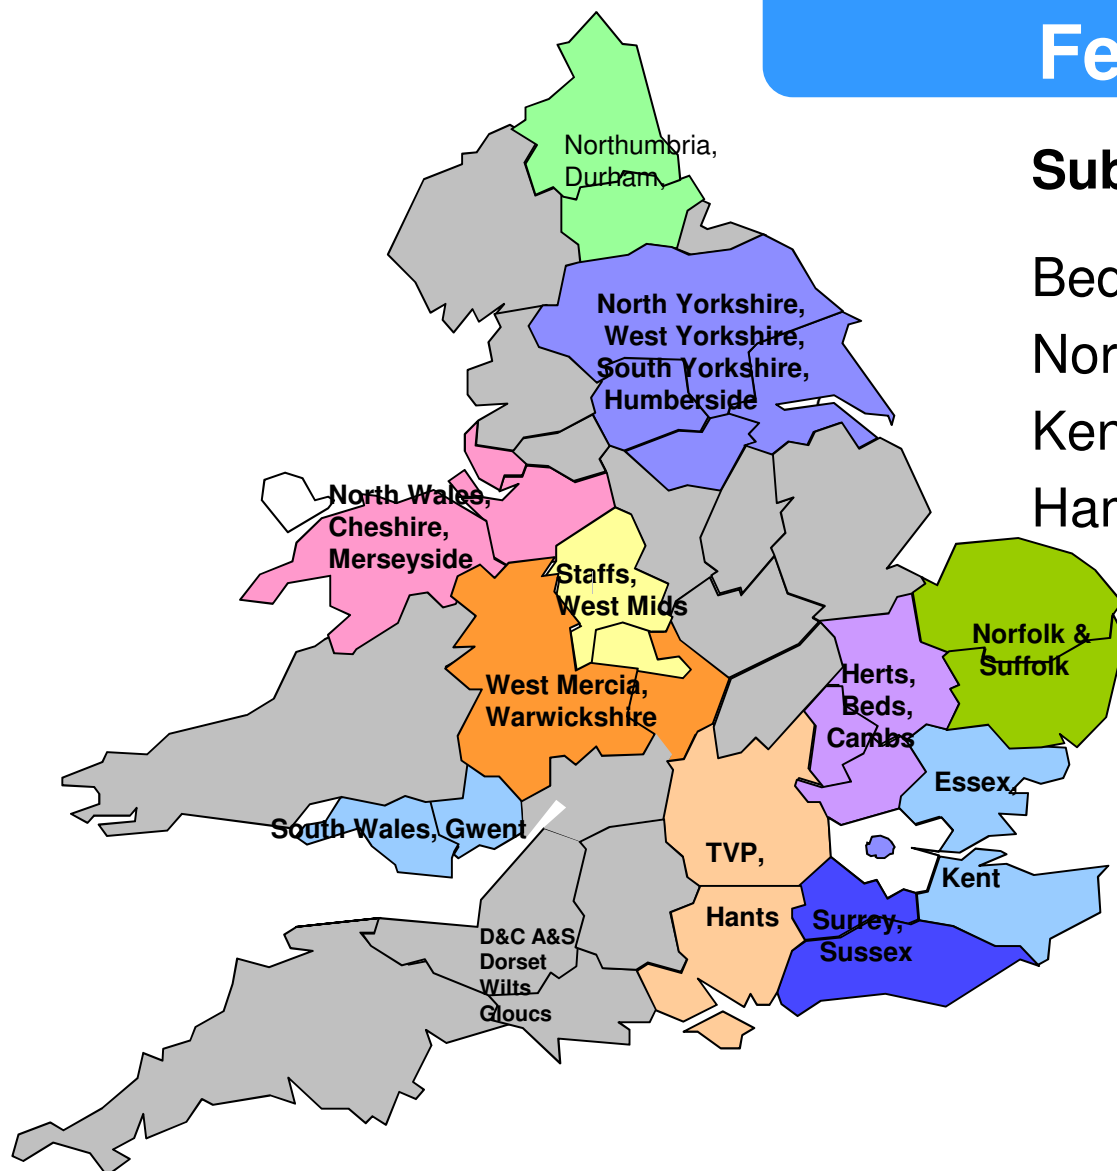 Fe
Sub
Northumbria,
Durham,
Bed
North Yorkshire,
West Yorkshire,
South Yorkshire,
Humberside
Nor
Ken
North Wales,
Cheshire,
Merseyside
Har
Staffs,
West Mids
Norfolk &
Suffolk
West Mercia,
Warwickshire
Herts,
Beds,
Cambs
Essex,
South Wales, Gwent
TVP,
Kent
Hants
Surrey,
Sussex
D&C A&S
Dorset
Wilts
Gloucs